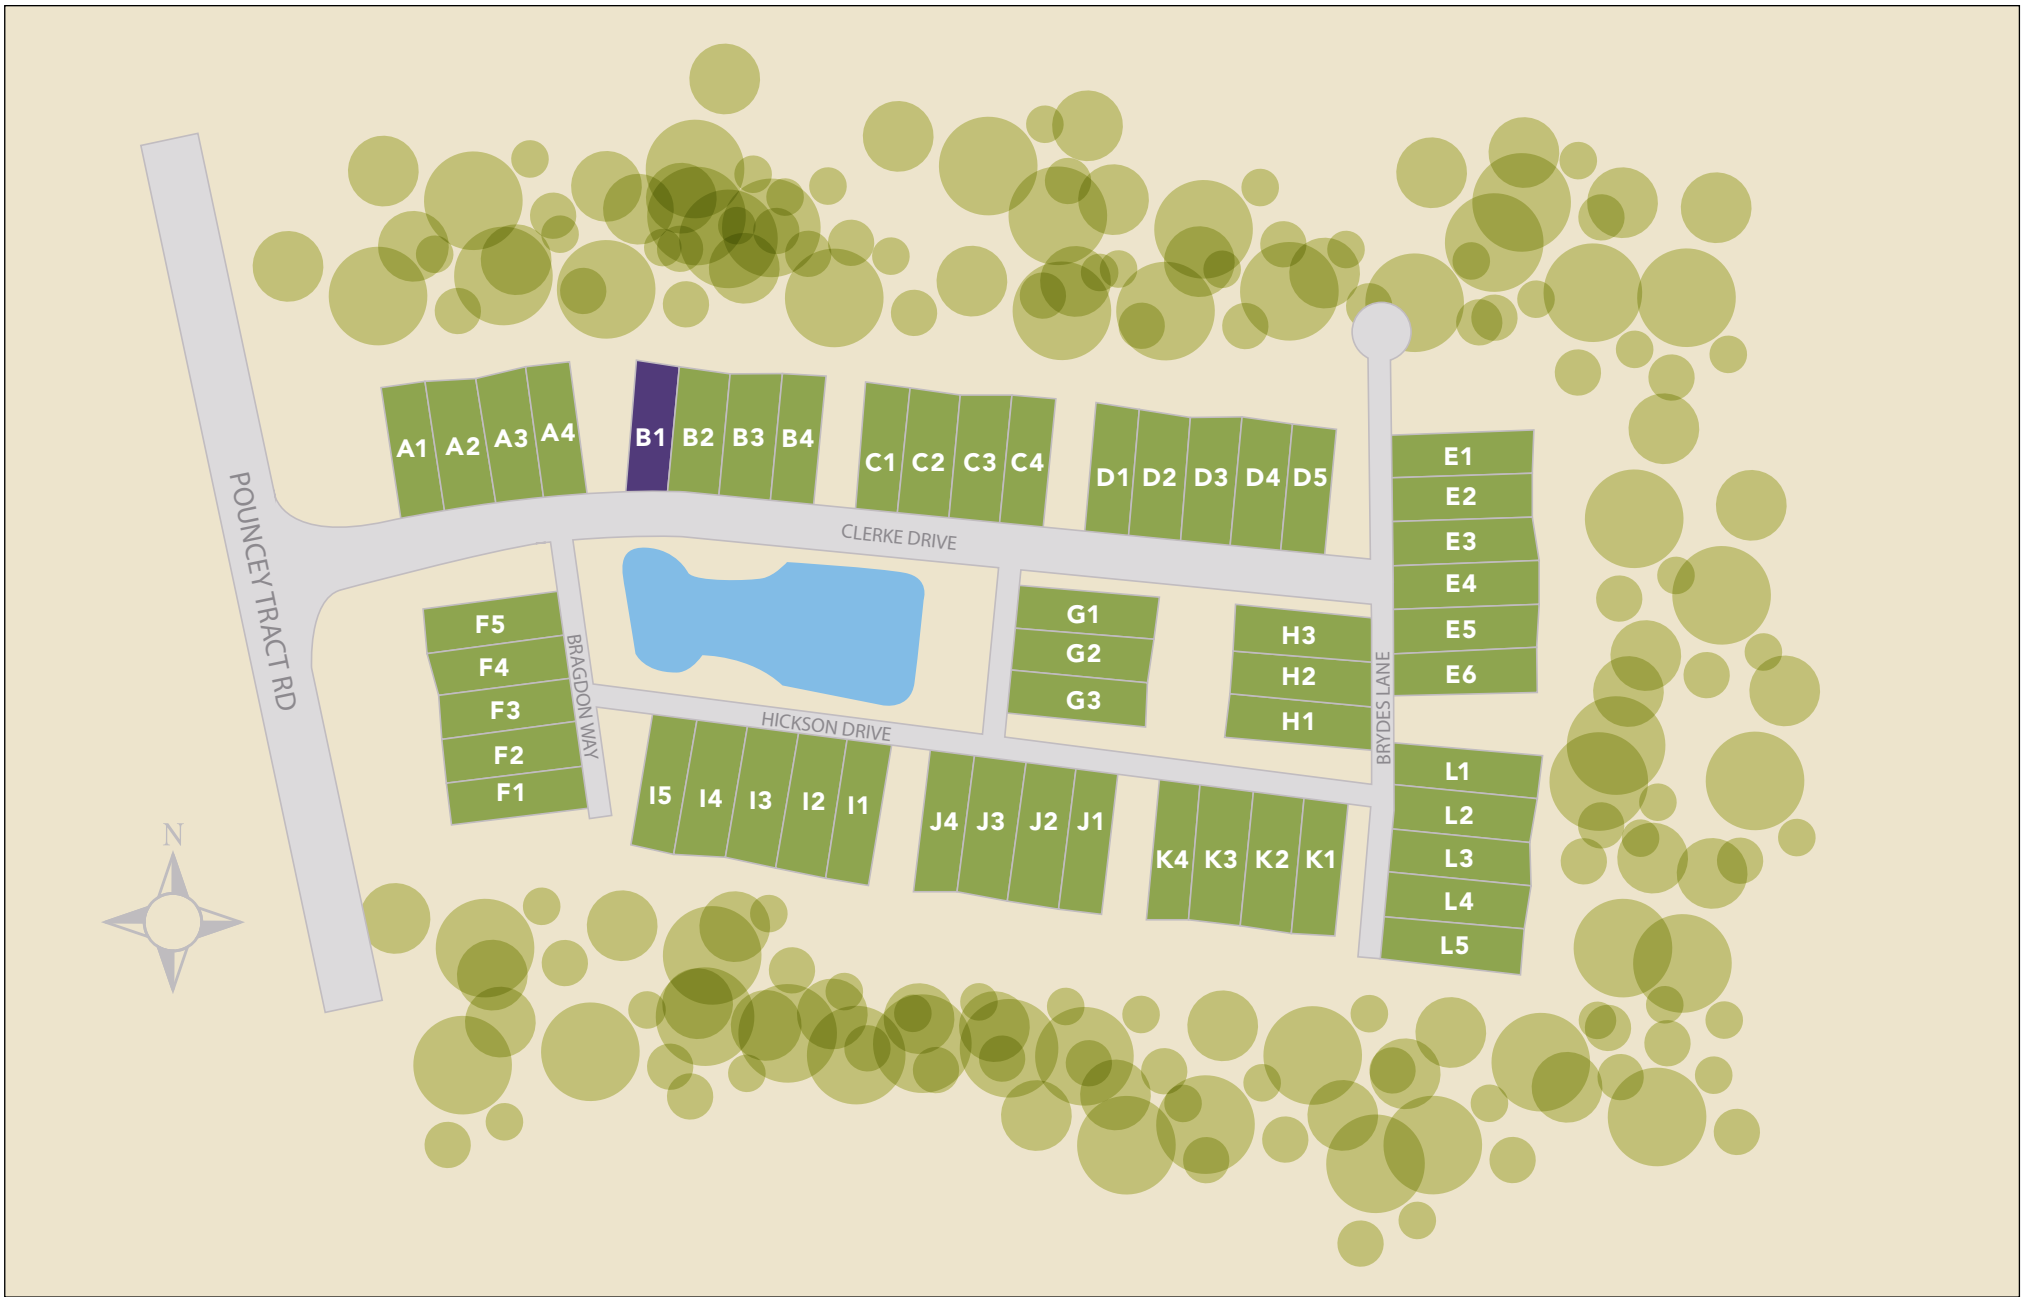 A1
A2
A3
A4
B1
B2
B3
B4
C1
C2
C3
C4
D1
D2
D3
D4
D5
E1
E2
E3
E4
E5
E6
POUNCEY TRACT RD
CLERKE DRIVE
F5
F4
F3
F2
F1
BRAGDON WAY
HICKSON DRIVE
G1
G2
G3
H3
H2
H1
BRYDES LANE
I5
I4
I3
I2
I1
J4
J3
J2
J1
K4
K3
K2
K1
L1
L2
L3
L4
L5
N